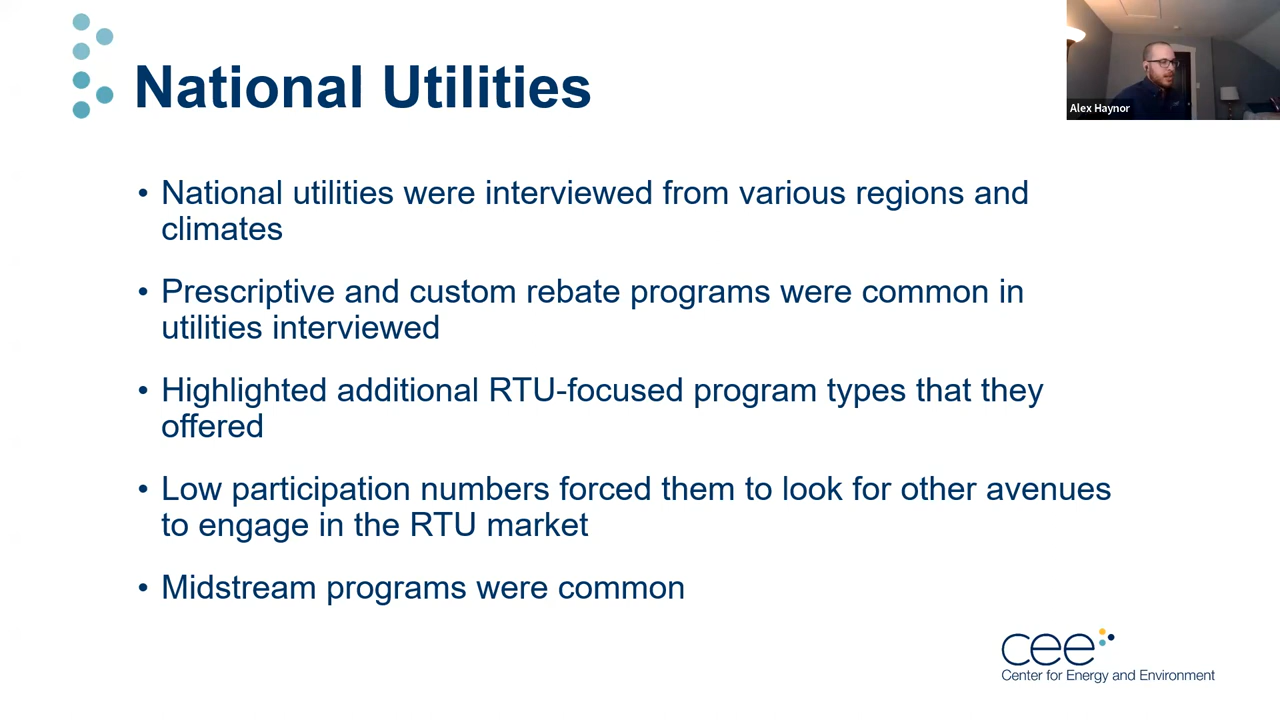 National Utilities
Alex Haynor
• National utilities were interviewed from various regions and
climates
• Prescriptive and custom rebate programs were common in
utilities interviewed
• Highlighted additional RTU-focused program types that they
offered
• Low participation numbers forced them to look for other avenues
to engage in the RTU market
• Midstream programs were common
cee
Center for Energy and Environment